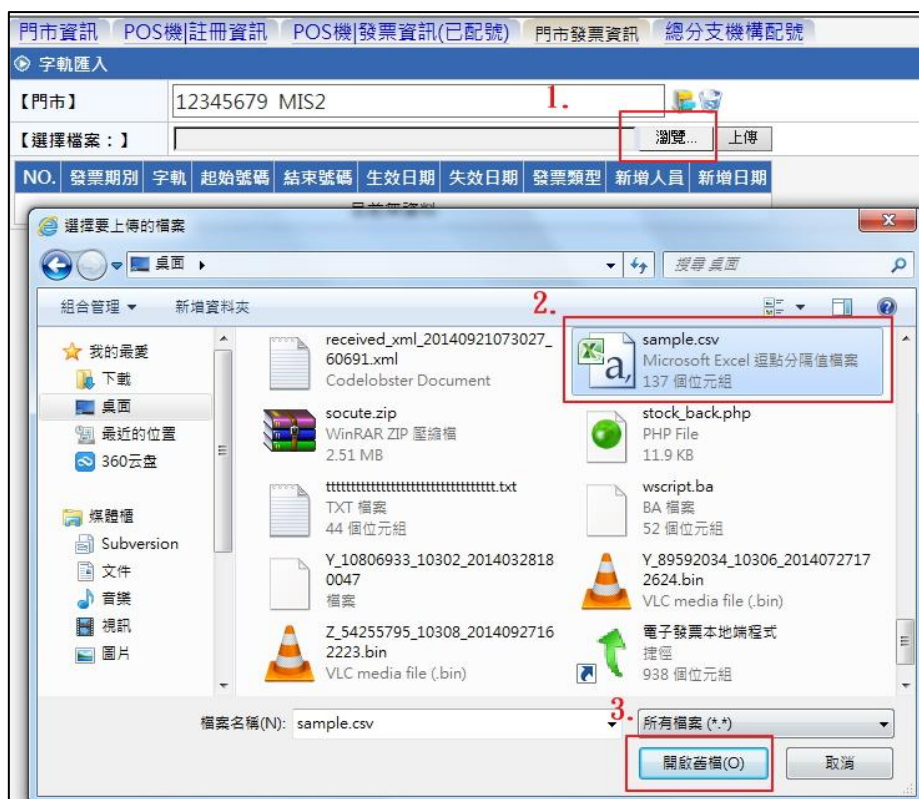 門市資訊 POS機|註冊資訊 POS機|發票資訊(已配號) 門市發票資訊 總分支機構配號
字軌匯入
【門市】 12345679 MIS2 1.
【選擇檔案：】 瀏覽... 上傳
NO. 發票期別 字軌 起始號碼 結束號碼 生效日期 失效日期 發票類型 新增人員 新增日期
目前無資料
選擇要上傳的檔案
桌面 搜尋 桌面
組合管理 新增資料夾 2.
我的最愛
下載
桌面
最近的位置
360云盘
媒體櫃
Subversion
文件
音樂
視訊
圖片
received_xml_20140921073027_
60691.xml
Codelobster Document
sample.csv
Microsoft Excel 逗點分隔值檔案
137 個位元組
socute.zip
WinRAR ZIP 壓縮檔
2.51 MB
stock_back.php
PHP File
11.9 KB
TXT 檔案
44 個位元組
wscript.ba
BA 檔案
52 個位元組
Y_10806933_10302_2014032818
0047
檔案
Y_89592034_10306_2014072717
2624.bin
VLC media file (.bin)
Z_54255795_10308_2014092716
2223.bin
VLC media file (.bin)
電子發票本地端程式
捷徑
938 個位元組
檔案名稱(N): sample.csv 3. 所有檔案 (*.*)
開啟舊檔(O) 取消